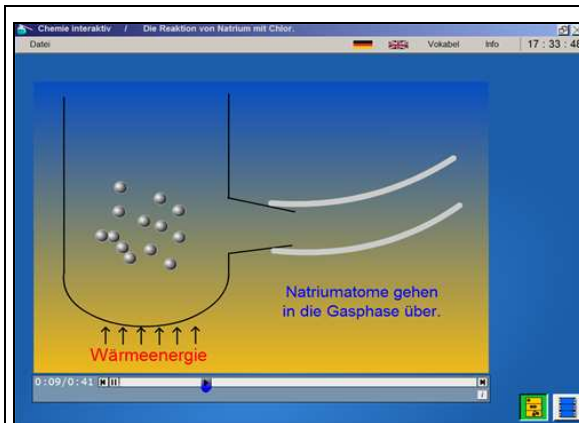 Chemie interaktiv / Die Reaktion von Natrium mit Chlor.
Datei Vokabel Info 17 : 33 : 48
Natriumatome gehen
in die Gasphase über.
Wärmeenergie
0:09/0:41